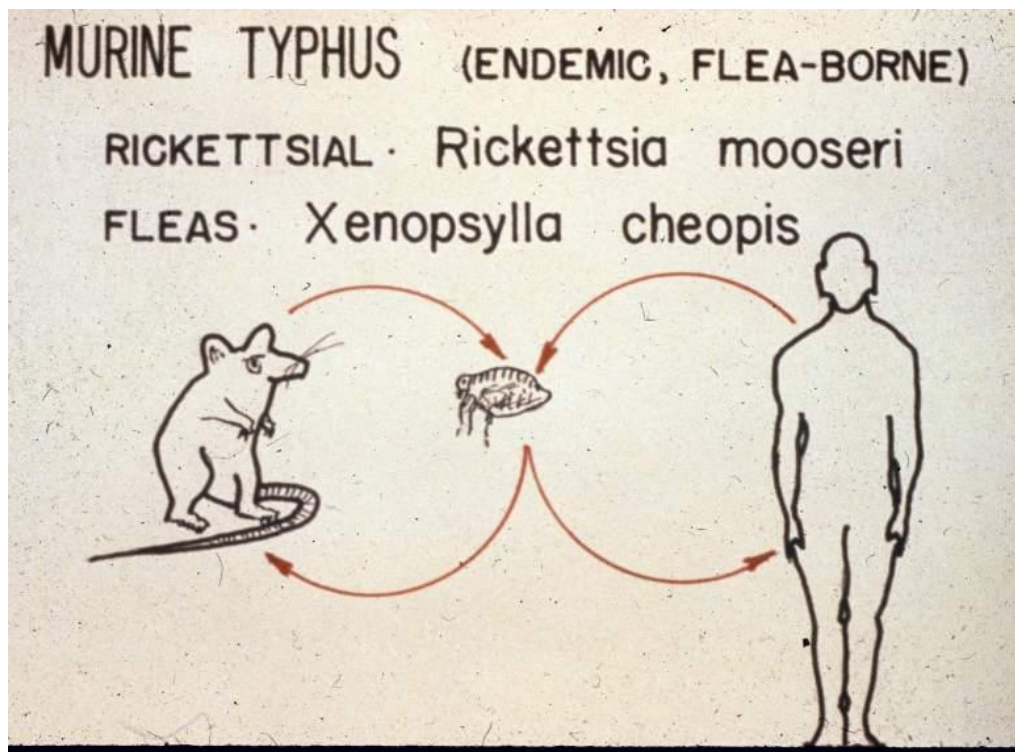 MURINE TYPHUS (ENDEMIC, FLEA-BORNE)
RICKETTSIAL · Rickettsia mooseri
FLEAS · Xenopsylla cheopis